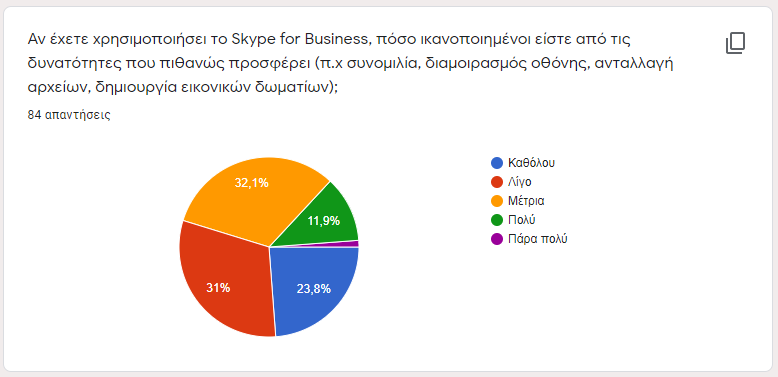 Αν έχετε χρησιμοποιήσει το Skype for Business, πόσο ικανοποιημένοι είστε από τις
δυνατότητες που πιθανώς προσφέρει (π.χ συνομιλία, διαμοιρασμός οθόνης, ανταλλαγή
αρχείων, δημιουργία εικονικών δωματίων);
84 απαντήσεις
32,1%
11,9%
31%
23,8%
Καθόλου
Λίγο
Μέτρια
Πολύ
Πάρα πολύ